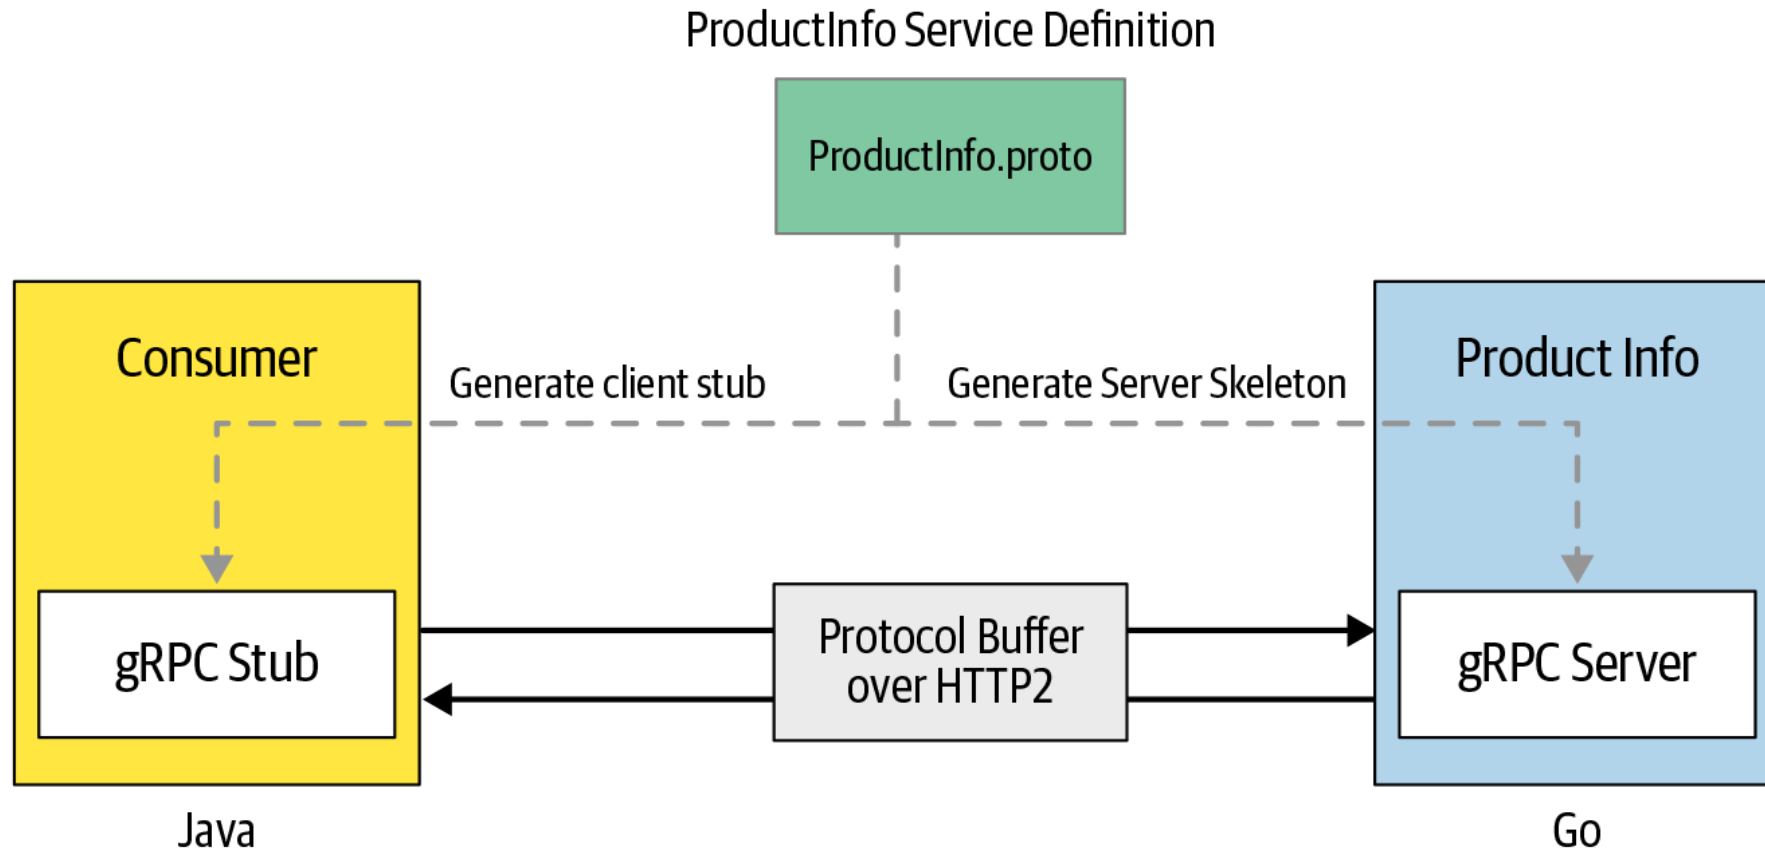 ProductInfo Service Definition
ProductInfo.proto
Consumer
Product Info
Generate client stub
Generate Server Skeleton
gRPC Stub
Protocol Buffer
over HTTP2
gRPC Server
Java
Go